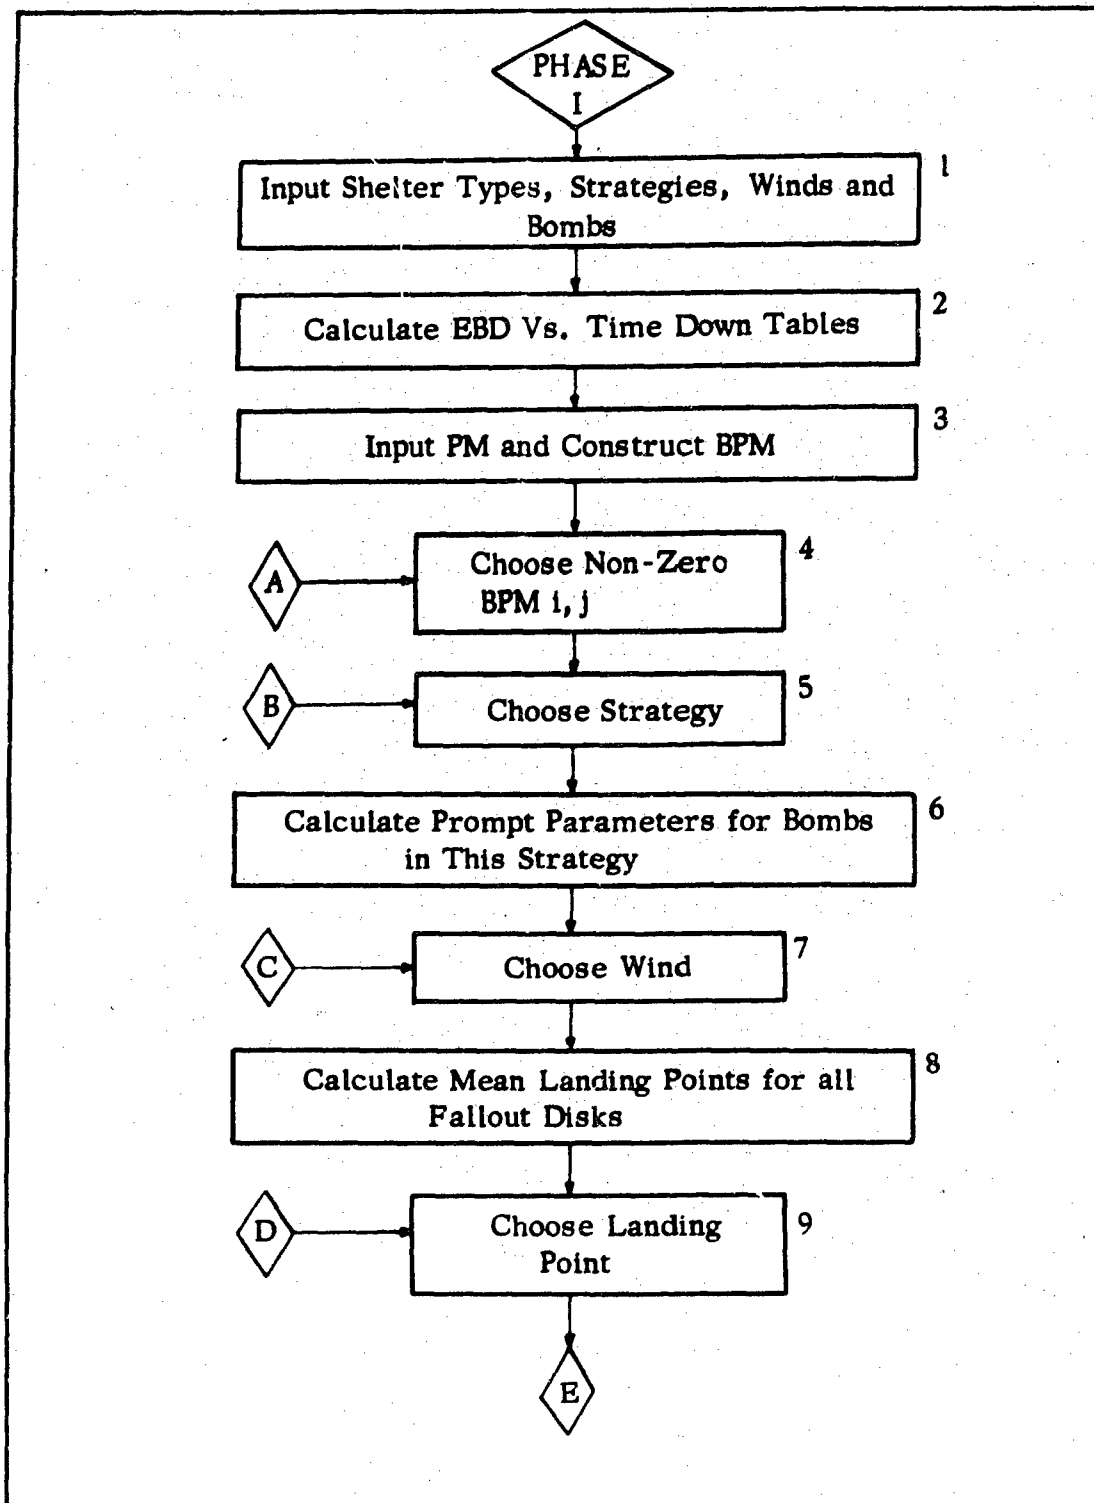 PHASE
I
1
Input Shelter Types, Strategies, Winds and
Bombs
2
Calculate EBD Vs. Time Down Tables
3
Input PM and Construct BPM
4
A
Choose Non-Zero
BPM i, j
5
B
Choose Strategy
6
Calculate Prompt Parameters for Bombs
in This Strategy
7
C
Choose Wind
8
Calculate Mean Landing Points for all
Fallout Disks
9
D
Choose Landing
Point
E